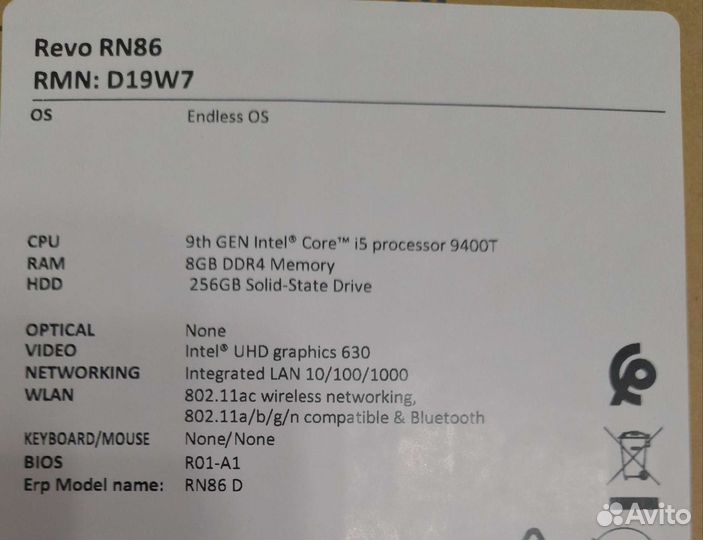 Revo RN86
RMN: D19W7
OS Endless OS
CPU 9th GEN Intel® Core™ i5 processor 9400T
RAM 8GB DDR4 Memory
HDD 256GB Solid-State Drive
OPTICAL None
VIDEO Intel® UHD graphics 630
NETWORKING Integrated LAN 10/100/1000
WLAN 802.11ac wireless networking,
802.11a/b/g/n compatible & Bluetooth
KEYBOARD/MOUSE None/None
BIOS R01-A1
Erp Model name: RN86 D
Avito